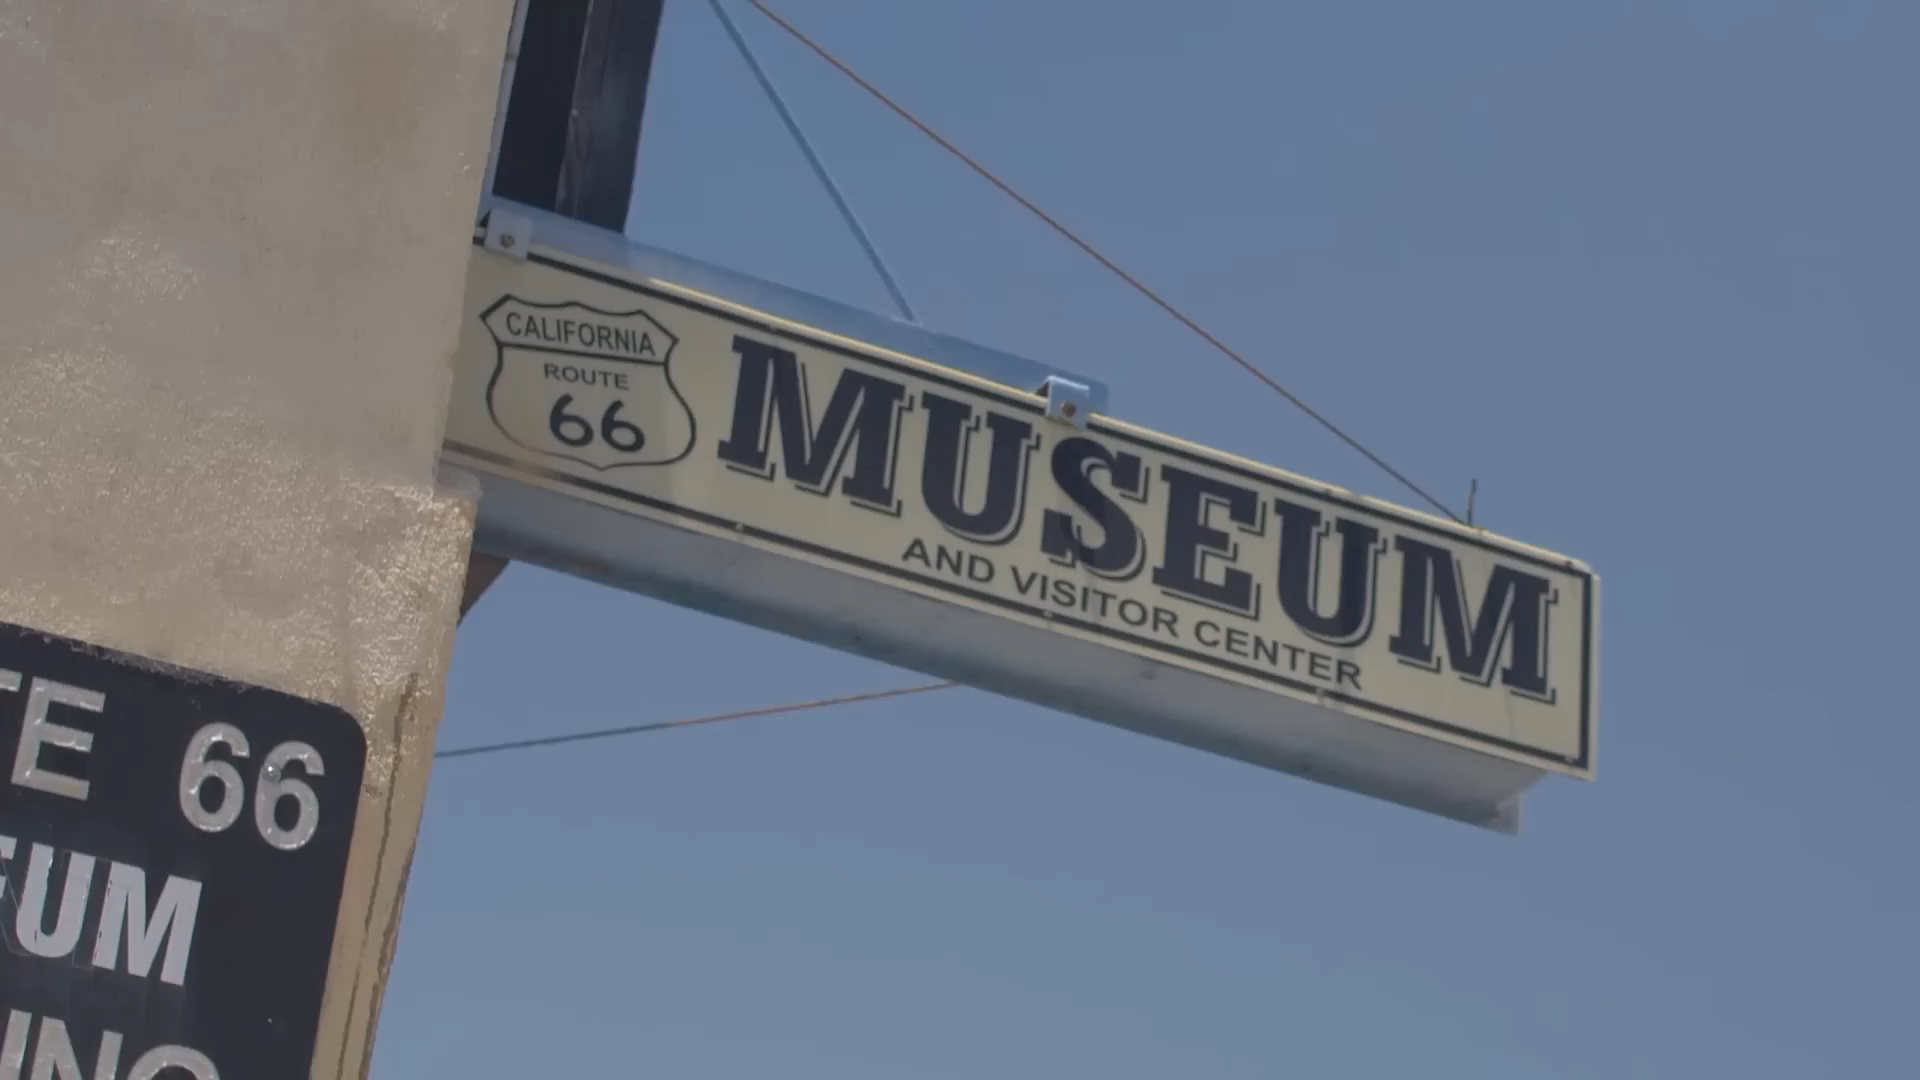 CALIFORNIA
ROUTE
66
MUSEUM
AND VISITOR CENTER
66